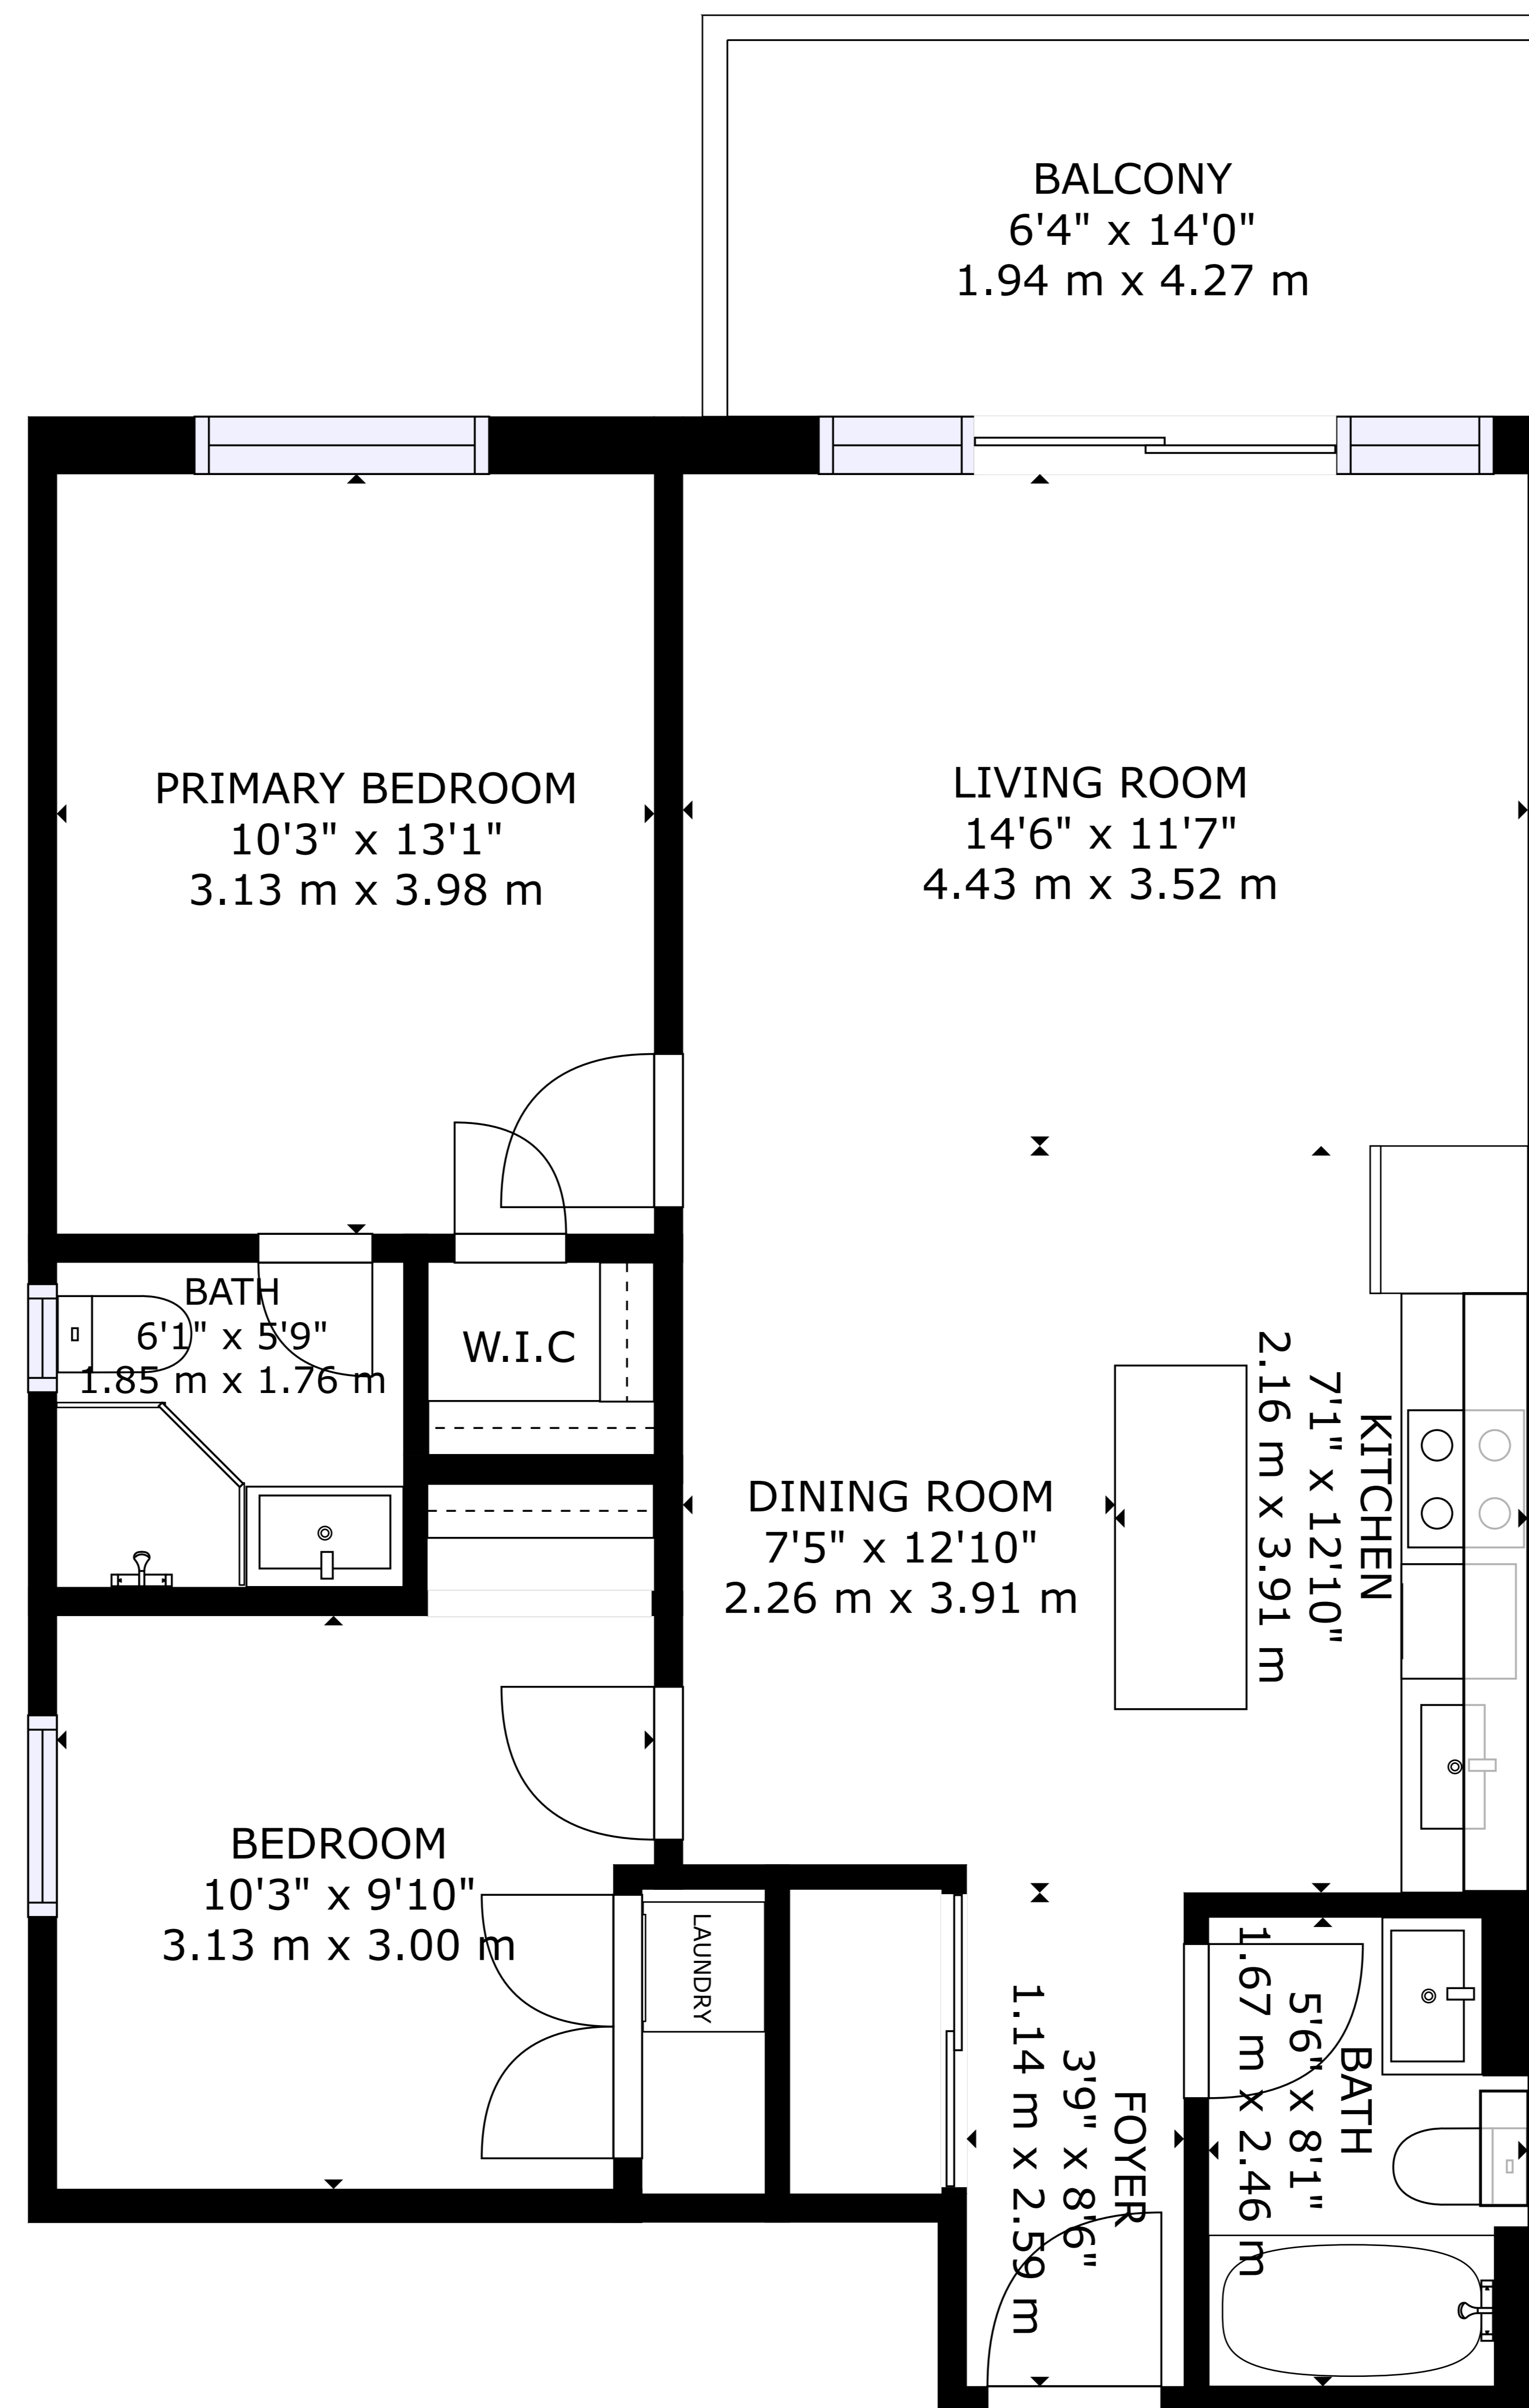 BALCONY
6'4" x 14'0"
1.94 m x 4.27 m
PRIMARY BEDROOM
10'3" x 13'1"
3.13 m x 3.98 m
LIVING ROOM
14'6" x 11'7"
4.43 m x 3.52 m
BATH
6'1" x 5'9"
1.85 m x 1.76 m
W.I.C
DINING ROOM
7'5" x 12'10"
2.26 m x 3.91 m
KITCHEN
7'1" x 12'10"
2.16 m x 3.91 m
BEDROOM
10'3" x 9'10"
3.13 m x 3.00 m
LAUNDRY
FOYER
3'9" x 8'6"
1.14 m x 2.59 m
BATH
5'6" x 8'1"
1.67 m x 2.46 m